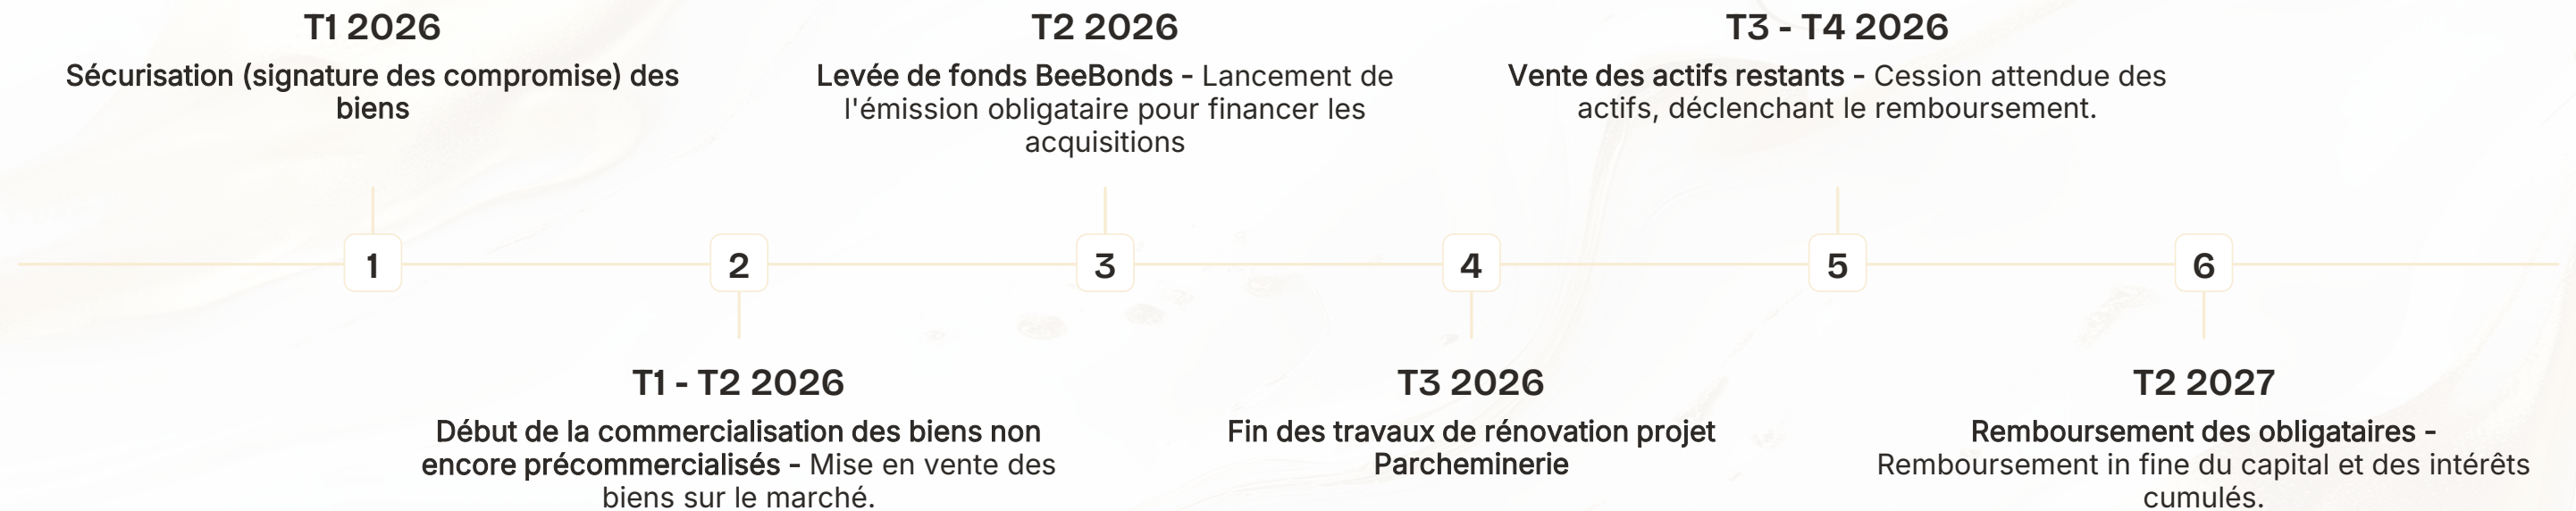 T1 2026
Sécurisation (signature des compromise) des
biens
T2 2026
Levée de fonds BeeBonds - Lancement de
l'émission obligataire pour financer les
acquisitions
T3 - T4 2026
Vente des actifs restants - Cession attendue des
actifs, déclenchant le remboursement.
1
2
3
4
5
6
T1 - T2 2026
Début de la commercialisation des biens non
encore précommercialisés - Mise en vente des
biens sur le marché.
T3 2026
Fin des travaux de rénovation projet
Parcheminerie
T2 2027
Remboursement des obligataires -
Remboursement in fine du capital et des intérêts
cumulés.